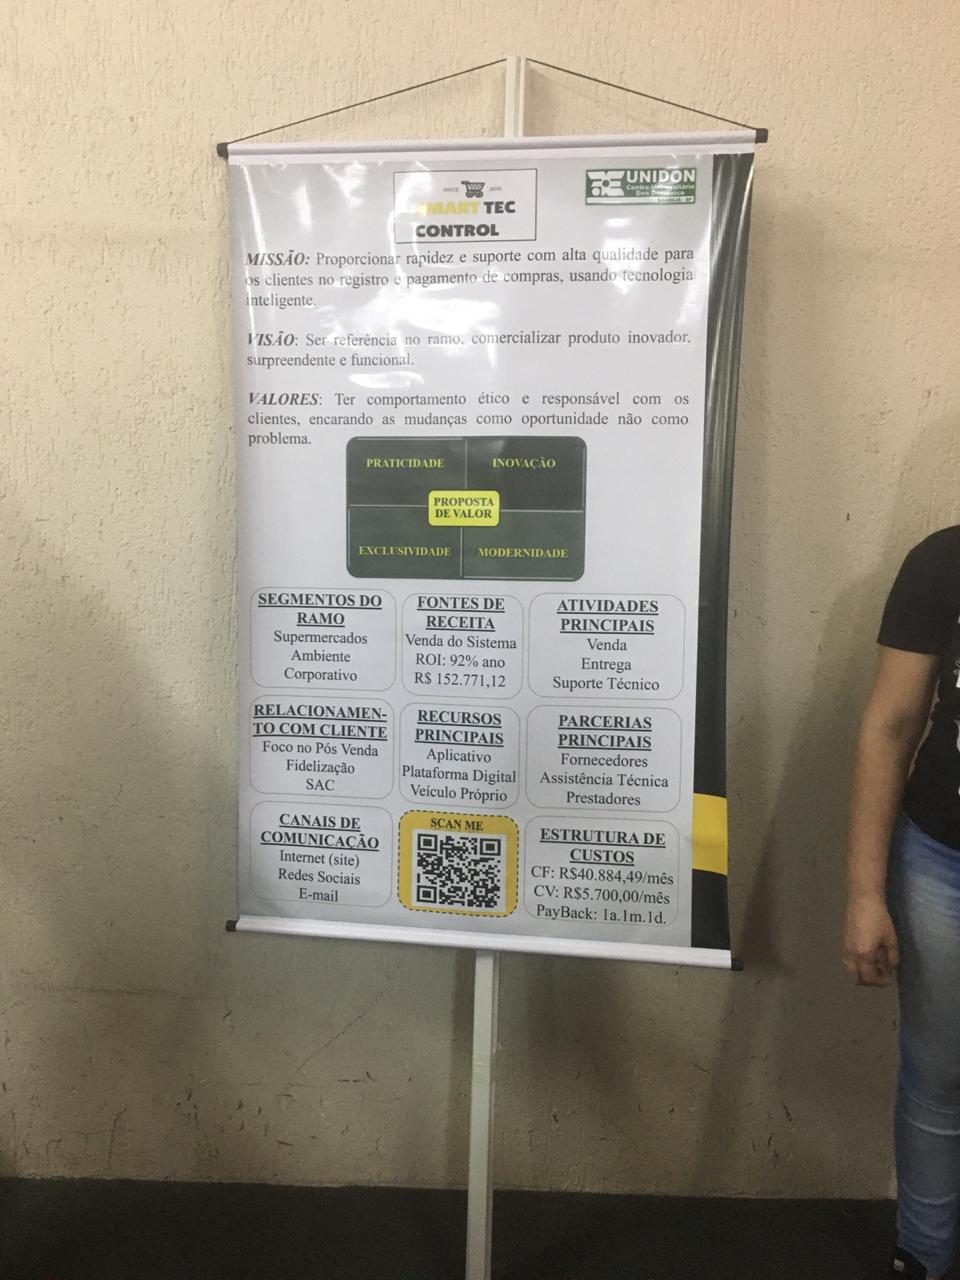 SINCE 2018
SMART TEC
CONTROL
UNIDON
Centro Universitário
Don Domênico
GUARUJÁ - SP
MISSÃO: Proporcionar rapidez e suporte com alta qualidade para
os clientes no registro e pagamento de compras, usando tecnologia
inteligente.
VISÃO: Ser referência no ramo, comercializar produto inovador,
surpreendente e funcional.
VALORES: Ter comportamento ético e responsável com os
clientes, encarando as mudanças como oportunidade não como
problema.
PRATICIDADE
INOVAÇÃO
PROPOSTA
DE VALOR
EXCLUSIVIDADE
MODERNIDADE
SEGMENTOS DO
RAMO
Supermercados
Ambiente
Corporativo
FONTES DE
RECEITA
Venda do Sistema
ROI: 92% ano
R$ 152.771,12
ATIVIDADES
PRINCIPAIS
Venda
Entrega
Suporte Técnico
RELACIONAMEN-
TO COM CLIENTE
Foco no Pós Venda
Fidelização
SAC
RECURSOS
PRINCIPAIS
Aplicativo
Plataforma Digital
Veículo Próprio
PARCERIAS
PRINCIPAIS
Fornecedores
Assistência Técnica
Prestadores
CANAIS DE
COMUNICAÇÃO
Internet (site)
Redes Sociais
E-mail
SCAN ME
ESTRUTURA DE
CUSTOS
CF: R$40.884,49/mês
CV: R$5.700,00/mês
PayBack: 1a.1m.1d.